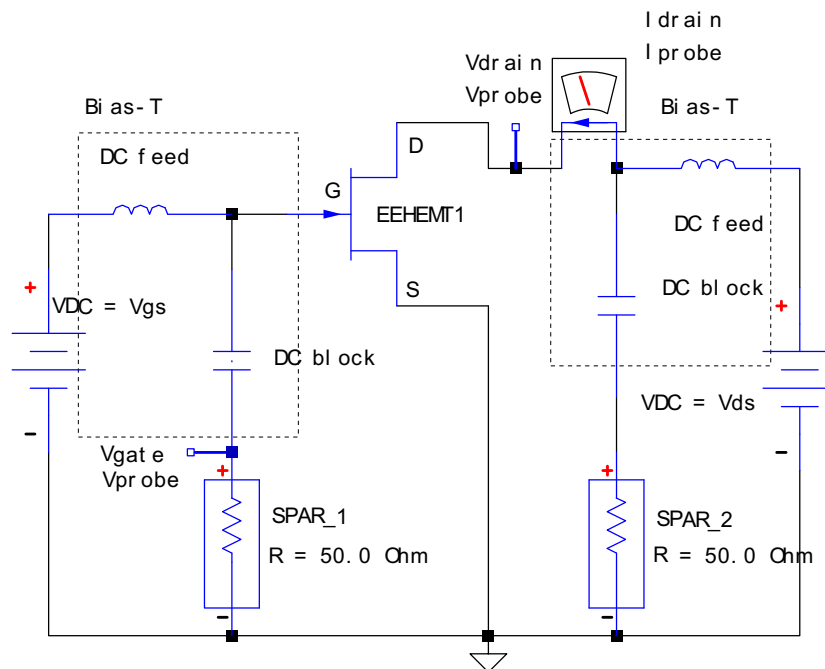 Idrain
Iprobe
Vdrain
Vprobe
Bias-T
Bias-T
DC feed
D
G
EEHEMT1
DC feed
S
+
VDC = Vgs
DC block
+
DC block
VDC = Vds
-
-
Vgate
Vprobe
+
+
SPAR_1
R = 50.0 Ohm
SPAR_2
R = 50.0 Ohm
-
-